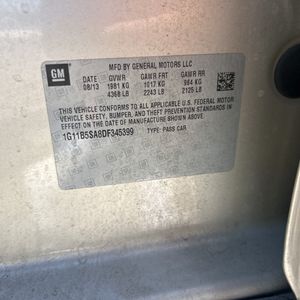 GM
MFD BY GENERAL MOTORS LLC
DATE GVWR GAWR FRT GAWR RR
08/13 1981 KG 1017 KG 964 KG
4368 LB 2243 LB 2125 LB
THIS VEHICLE CONFORMS TO ALL APPLICABLE U.S. FEDERAL MOTOR
VEHICLE SAFETY, BUMPER, AND THEFT PREVENTION STANDARDS IN
EFFECT ON THE DATE OF MANUFACTURE SHOWN ABOVE.
1G11B5SA8DF345399 TYPE: PASS CAR